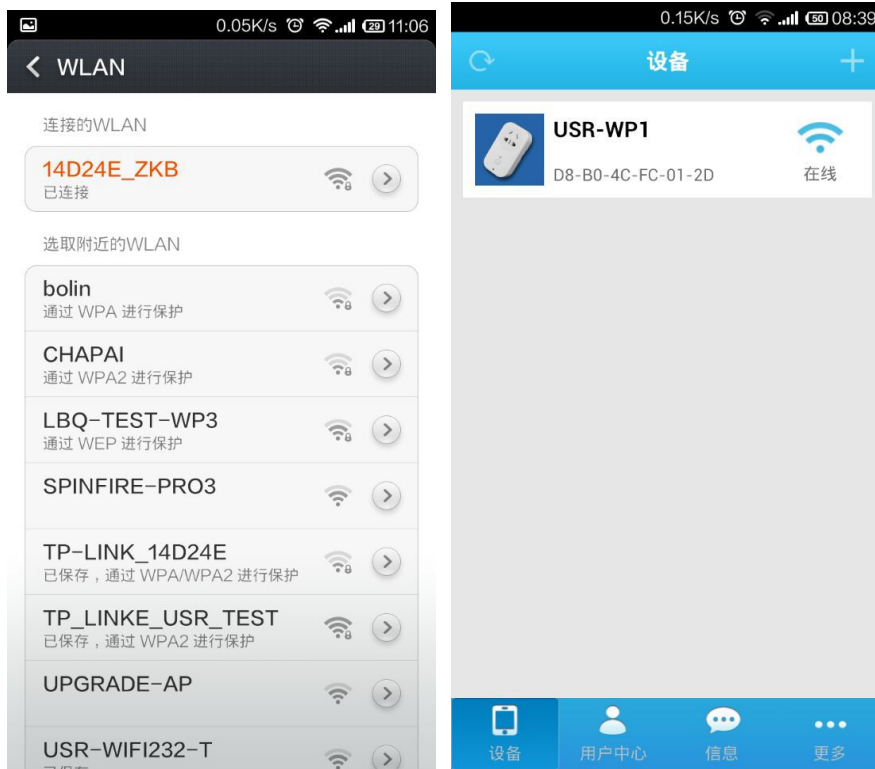 0.05K/s 29 11:06
WLAN
连接的WLAN
14D24E_ZKB
已连接
选取附近的WLAN
bolin
通过 WPA 进行保护
CHAPAI
通过 WPA2 进行保护
LBQ-TEST-WP3
通过 WEP 进行保护
SPINFIRE-PRO3
TP-LINK_14D24E
已保存，通过 WPA/WPA2 进行保护
TP_LINKE_USR_TEST
已保存，通过 WPA2 进行保护
UPGRADE-AP
USR-WIFI232-T
0.15K/s 50 08:39
设备
USR-WP1
D8-B0-4C-FC-01-2D
在线
设备 用户中心 信息 更多